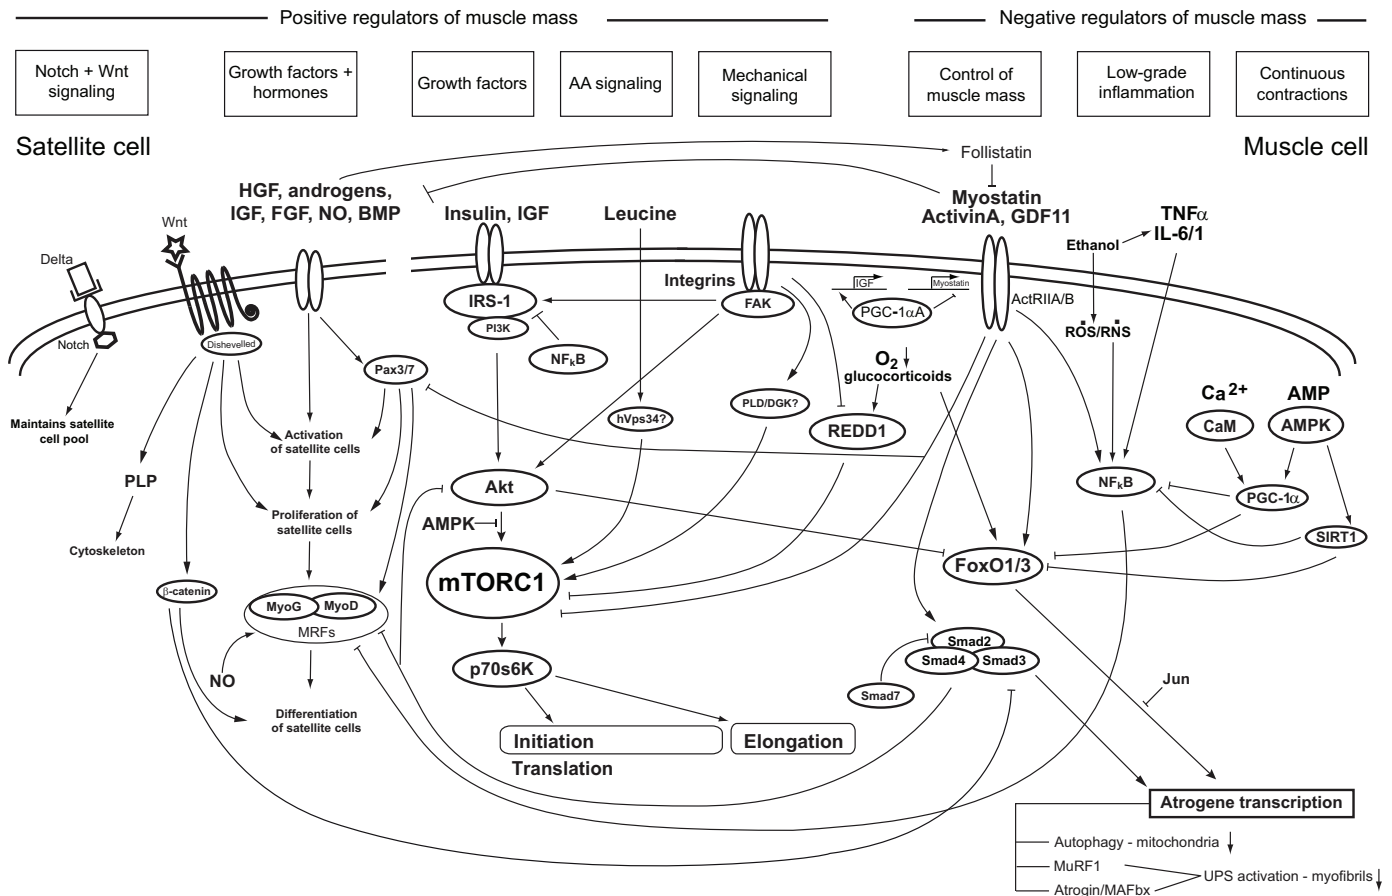 Positive regulators of muscle mass
Negative regulators of muscle mass
Notch + Wnt
signaling
Growth factors +
hormones
Growth factors
AA signaling
Mechanical
signaling
Control of
muscle mass
Low-grade
inflammation
Continuous
contractions
Satellite cell
Muscle cell
Follistatin
HGF, androgens,
IGF, FGF, NO, BMP
Insulin, IGF
Leucine
Myostatin
ActivinA, GDF11
TNFα
IL-6/1
Ethanol
Wnt
Delta
Integrins
IRS-1
PI3K
FAK
IGF
Myostatin
PGC-1αA
ActRIIA/B
ROS/RNS
Notch
Dishevelled
NFkB
Pax3/7
O2
glucocorticoids
Maintains satellite
cell pool
hVps34?
PLD/DGK?
REDD1
Ca2+
CaM
AMP
AMPK
Activation
of satellite cells
PLP
Akt
NFkB
PGC-1α
Proliferation of
satellite cells
AMPK
SIRT1
Cytoskeleton
mTORC1
FoxO1/3
β-catenin
MyoG
MyoD
MRFs
Smad2
Smad4
Smad3
Smad7
NO
p70s6K
Jun
Differentiation
of satellite cells
Initiation
Elongation
Translation
Atrogene transcription
Autophagy - mitochondria
MuRF1
UPS activation - myofibrils
Atrogin/MAFbx